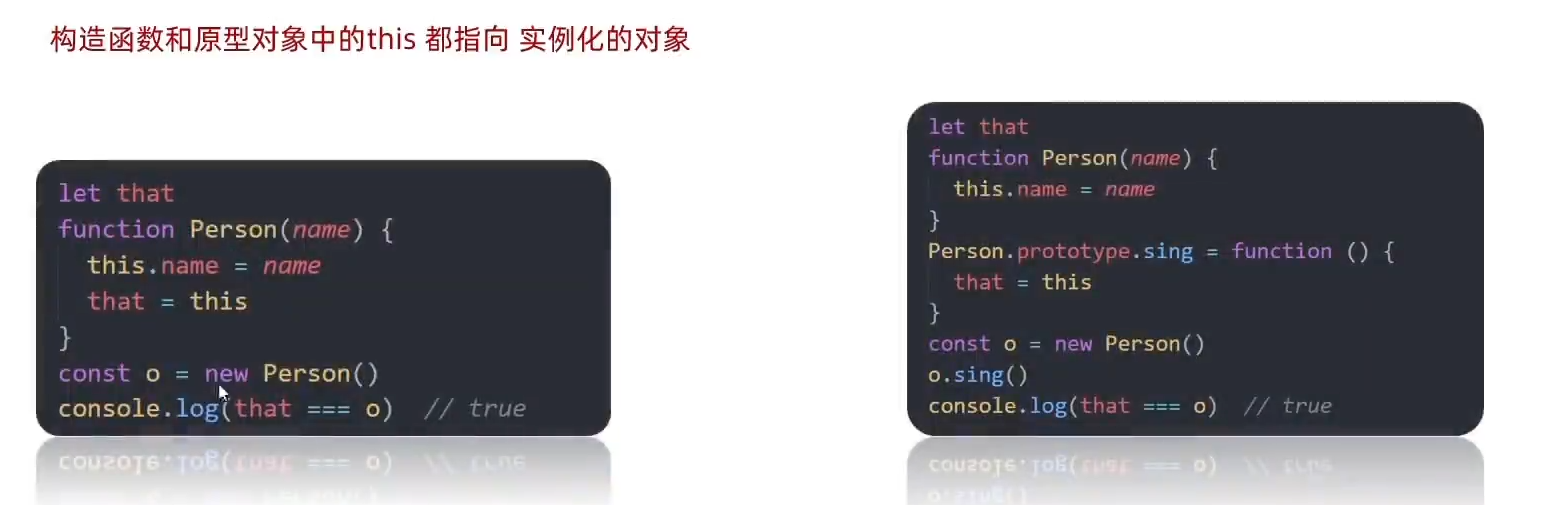 构造函数和原型对象中的this 都指向 实例化的对象
let that
function Person(name) {
this.name = name
that = this
}
const o = new Person()
console.log(that === o)  // true
let that
function Person(name) {
this.name = name
}
Person.prototype.sing = function () {
that = this
}
const o = new Person()
o.sing()
console.log(that === o)  // true